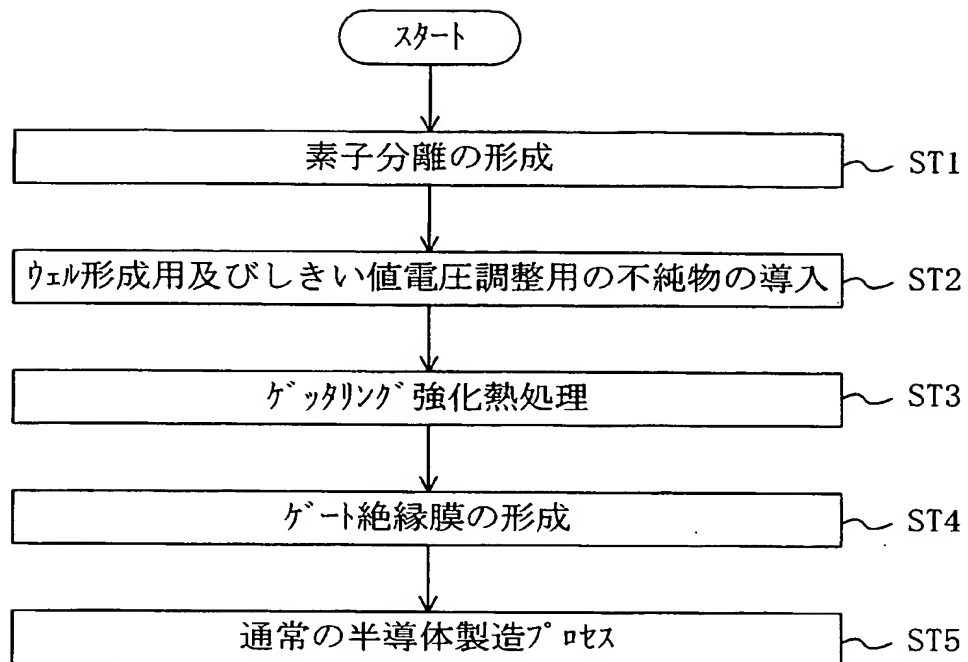 スタート
素子分離の形成 ST1
ウェル形成用及びしきい値電圧調整用の不純物の導入 ST2
ゲッタリング強化熱処理 ST3
ゲート絶縁膜の形成 ST4
通常の半導体製造プロセス ST5